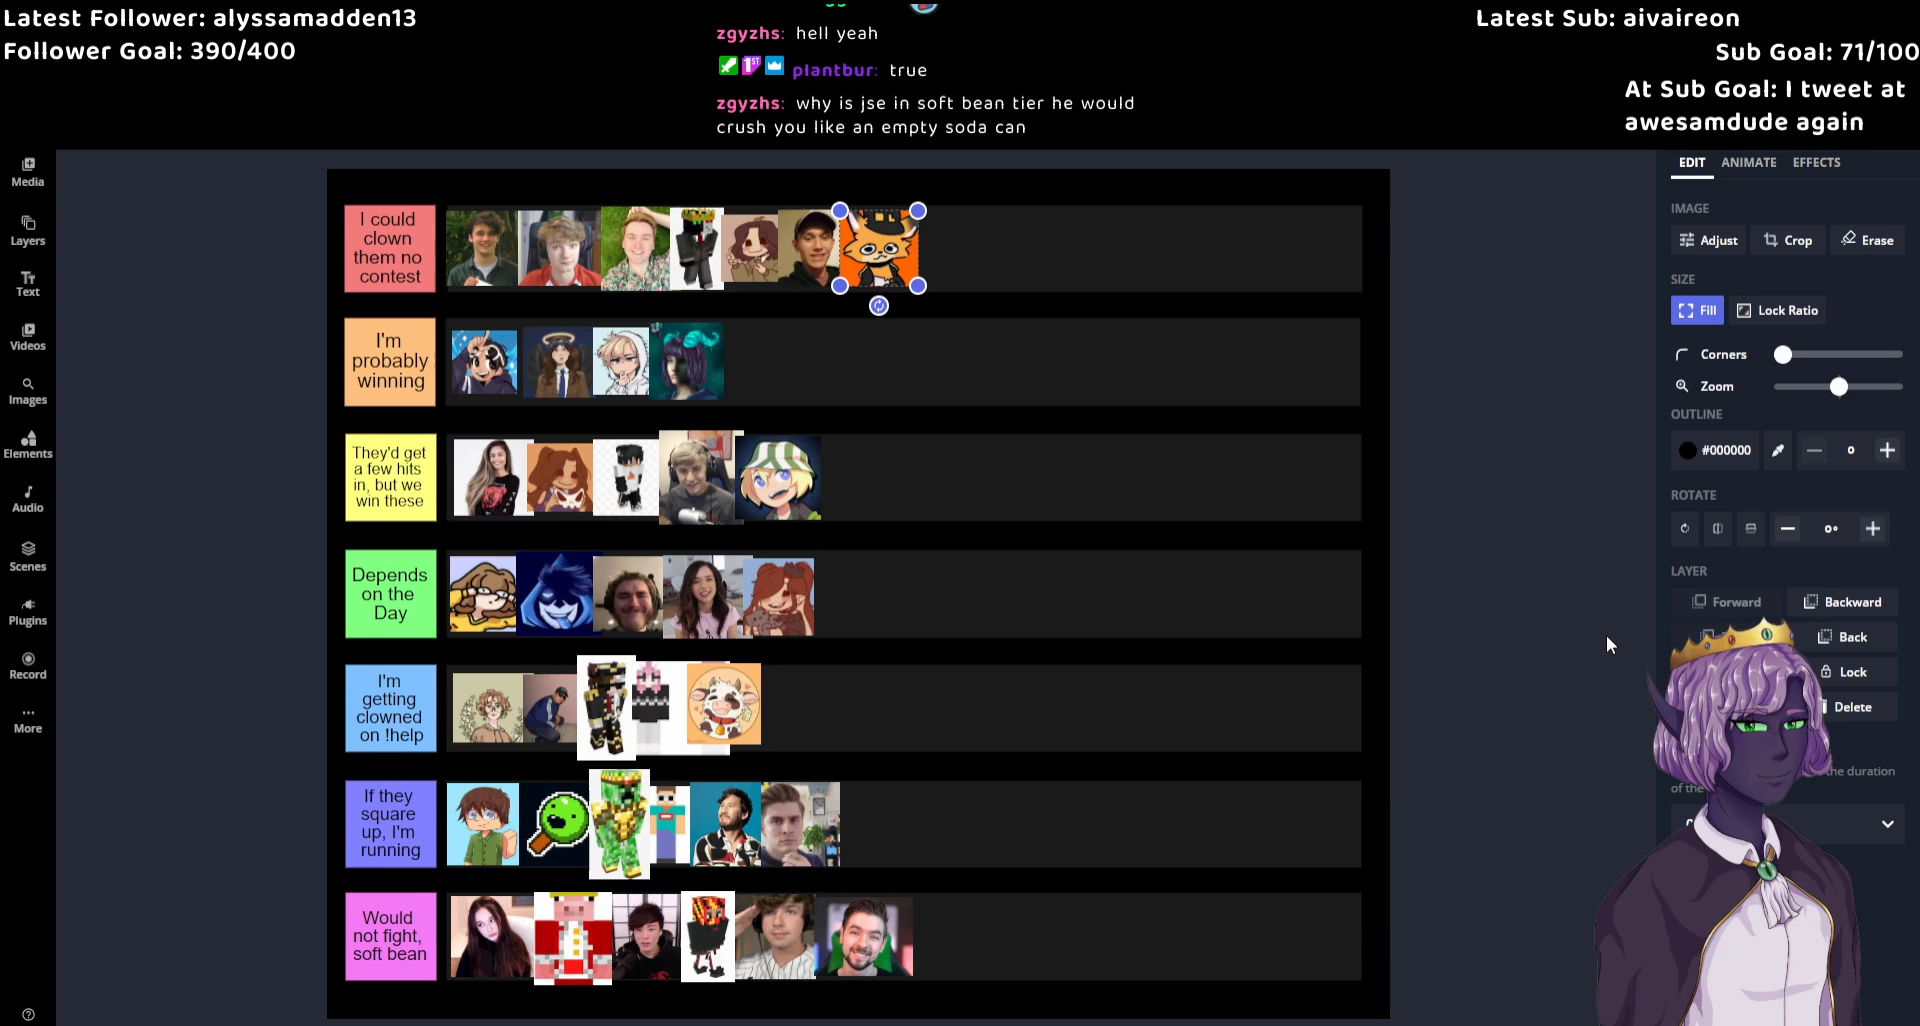 Latest Follower: alyssamadden13
Follower Goal: 390/400
zgyzhs: hell yeah
1ST plantbur: true
zgyzhs: why is jse in soft bean tier he would
crush you like an empty soda can
Latest Sub: aivaireon
Sub Goal: 71/100
At Sub Goal: I tweet at
awesamdude again
Media
Layers
Tt
Text
Videos
Images
Elements
Audio
Scenes
Plugins
Record
More
I could
clown
them no
contest
I'm
probably
winning
They'd get
a few hits
in, but we
win these
Depends
on the
Day
I'm
getting
clowned
on !help
If they
square
up, I'm
running
Would
not fight,
soft bean
EDIT ANIMATE EFFECTS
IMAGE
Adjust Crop Erase
SIZE
Fill Lock Ratio
Corners
Zoom
OUTLINE
#000000 0
ROTATE
0°
LAYER
Forward Backward
Back
Lock
Delete
the duration
of the